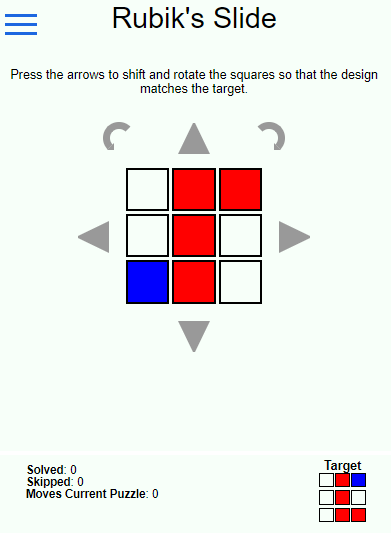 Rubik's Slide
Press the arrows to shift and rotate the squares so that the design
matches the target.
Solved: 0
Skipped: 0
Moves Current Puzzle: 0
Target